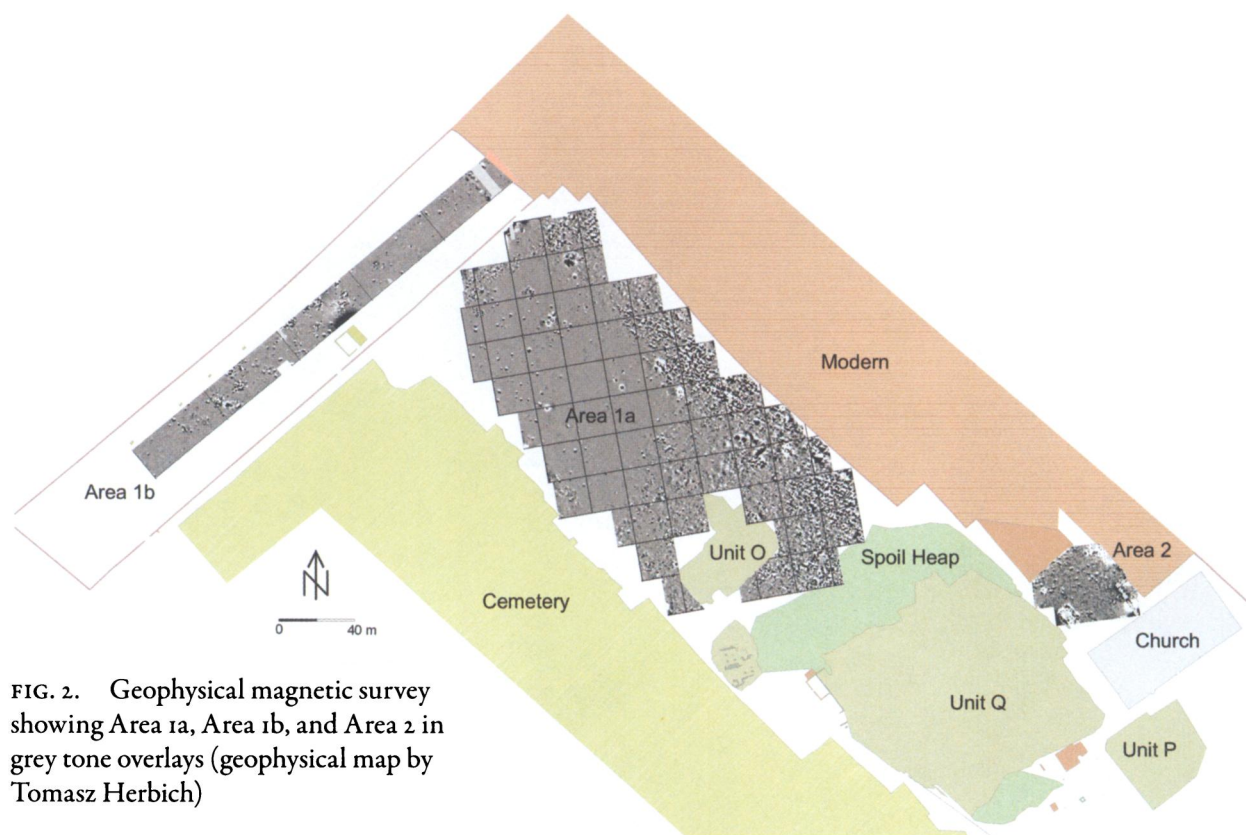 Modern
Area 1a
Area 1b
Unit O
Spoil Heap
Area 2
Cemetery
N
0 40 m
Church
Unit Q
Unit P
FIG. 2. Geophysical magnetic survey
showing Area 1a, Area 1b, and Area 2 in
grey tone overlays (geophysical map by
Tomasz Herbich)